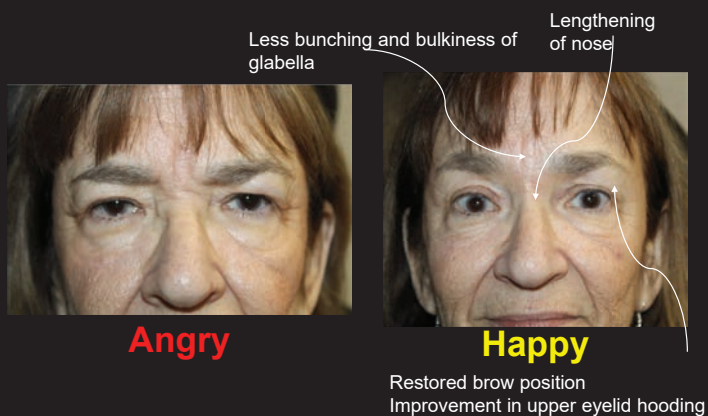 Less bunching and bulkiness of
glabella
Lengthening
of nose
Angry
Happy
Restored brow position
Improvement in upper eyelid hooding